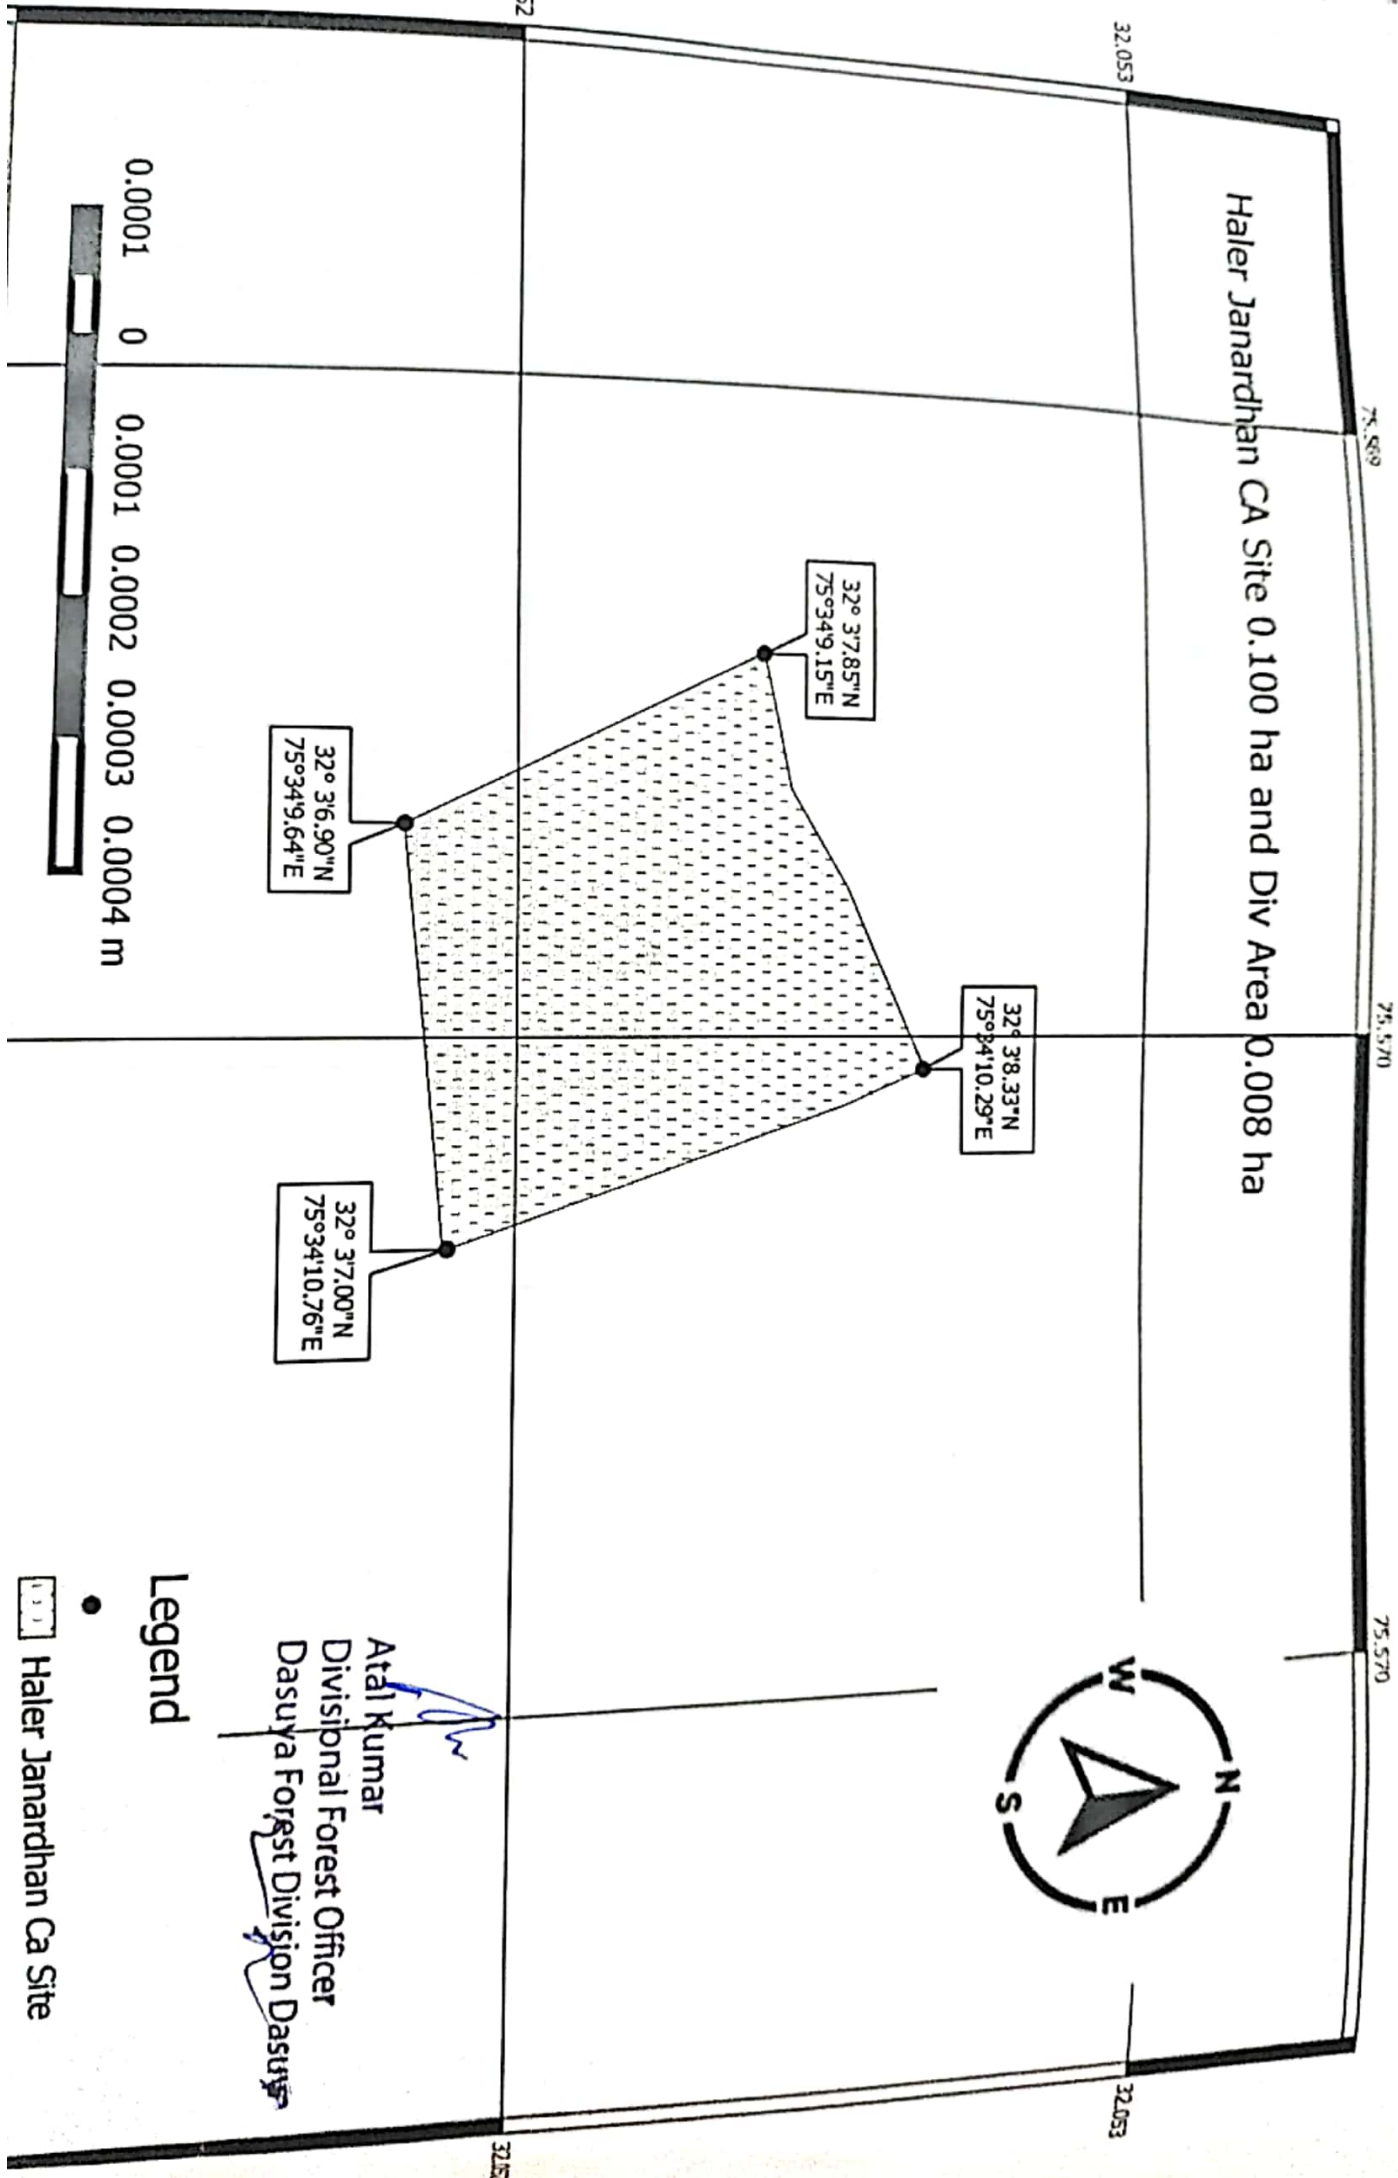 Haler Janardhan CA Site 0.100 ha and Div Area 0.008 ha
75.569
75.570
75.570
32.053
32.053
N
W
E
S
32° 3'8.33"N
75°34'10.29"E
32° 3'7.85"N
75°34'9.15"E
32° 3'6.90"N
75°34'9.64"E
32° 3'7.00"N
75°34'10.76"E
Atal Kumar
Divisional Forest Officer
Dasuya Forest Division Dasuya
0.0001 0 0.0001 0.0002 0.0003 0.0004 m
Legend
Haler Janardhan Ca Site